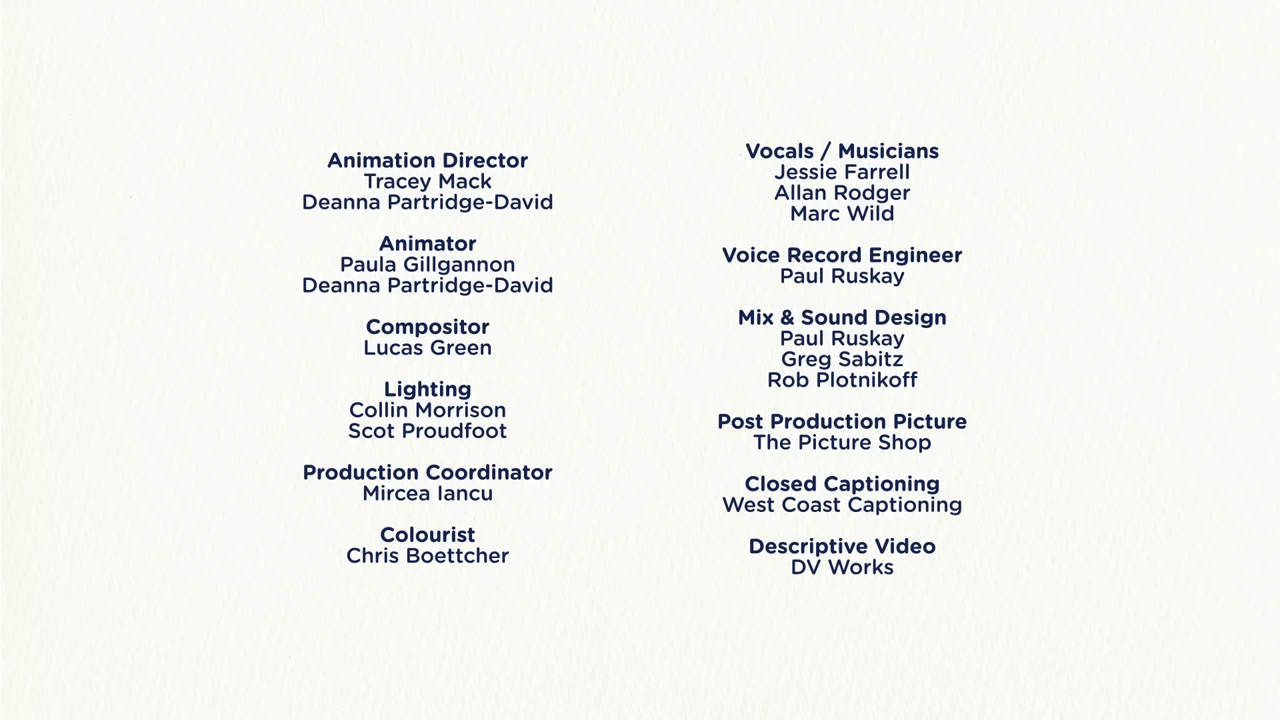 Animation Director
Tracey Mack
Deanna Partridge-David
Animator
Paula Gillgannon
Deanna Partridge-David
Compositor
Lucas Green
Lighting
Collin Morrison
Scot Proudfoot
Production Coordinator
Mircea Iancu
Colourist
Chris Boettcher
Vocals / Musicians
Jessie Farrell
Allan Rodger
Marc Wild
Voice Record Engineer
Paul Ruskay
Mix & Sound Design
Paul Ruskay
Greg Sabitz
Rob Plotnikoff
Post Production Picture
The Picture Shop
Closed Captioning
West Coast Captioning
Descriptive Video
DV Works